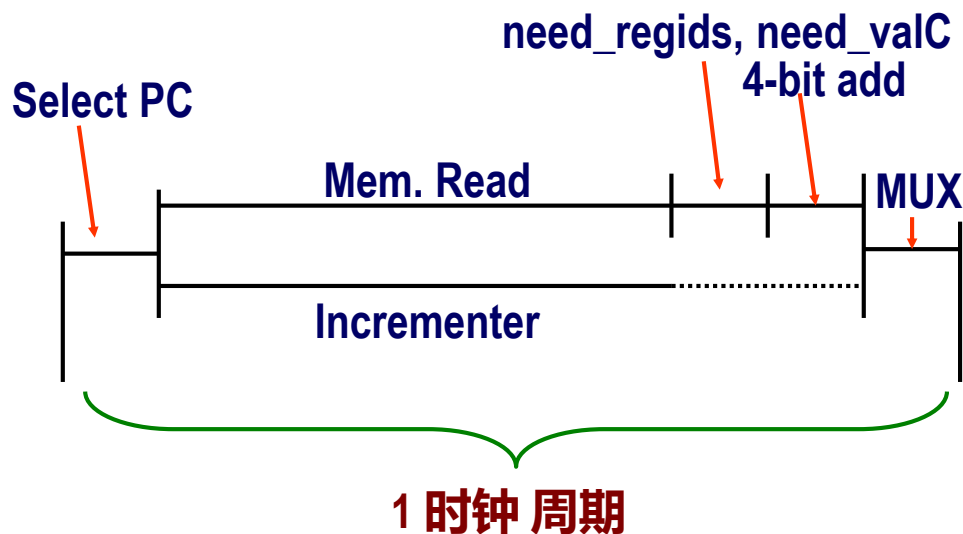 need_regids, need_valC
4-bit add
Select PC
Mem. Read
MUX
Incrementer
1 时钟 周期